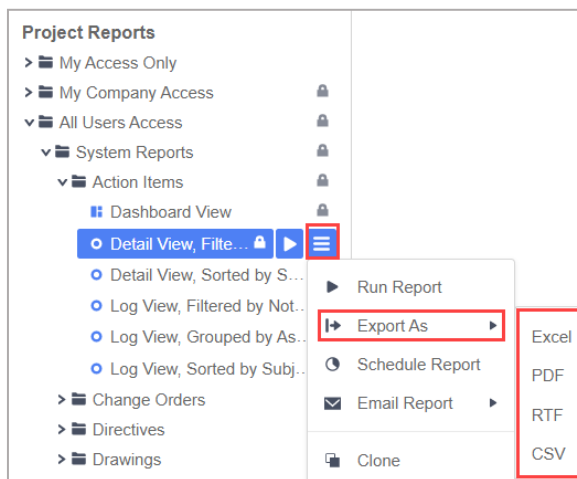 Project Reports
My Access Only
My Company Access
All Users Access
System Reports
Action Items
Dashboard View
Detail View, Filte...
Detail View, Sorted by S...
Log View, Filtered by Not...
Log View, Grouped by As...
Log View, Sorted by Subj...
Change Orders
Directives
Drawings
Run Report
Export As
Schedule Report
Email Report
Clone
Excel
PDF
RTF
CSV